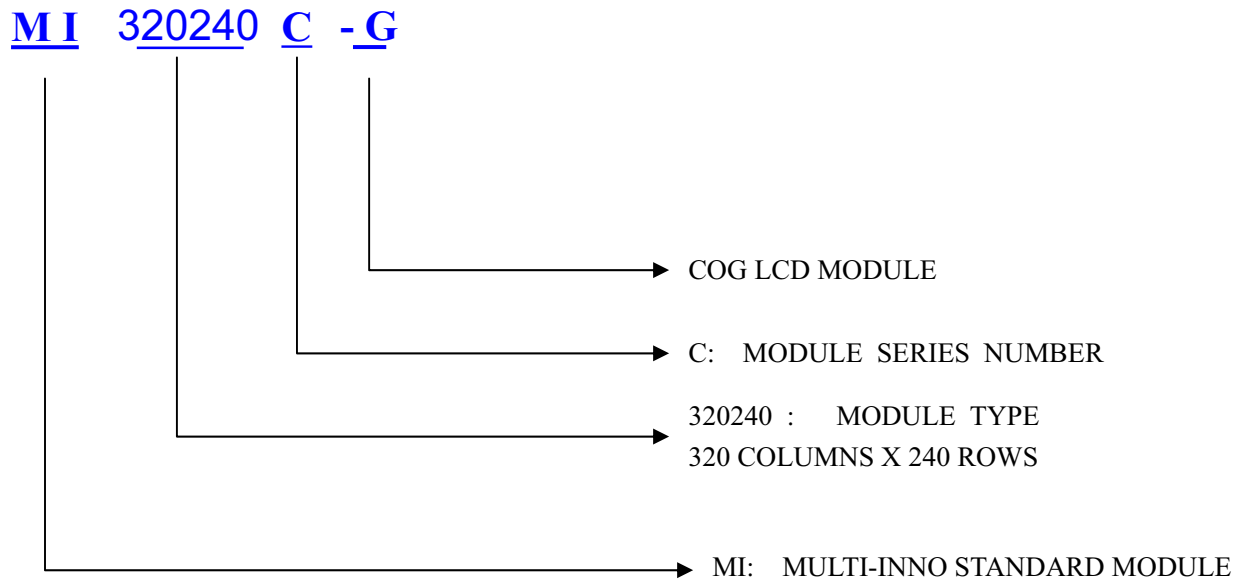 M I 320240 C - G
COG LCD MODULE
C: MODULE SERIES NUMBER
320240 : MODULE TYPE
320 COLUMNS X 240 ROWS
MI: MULTI-INNO STANDARD MODULE